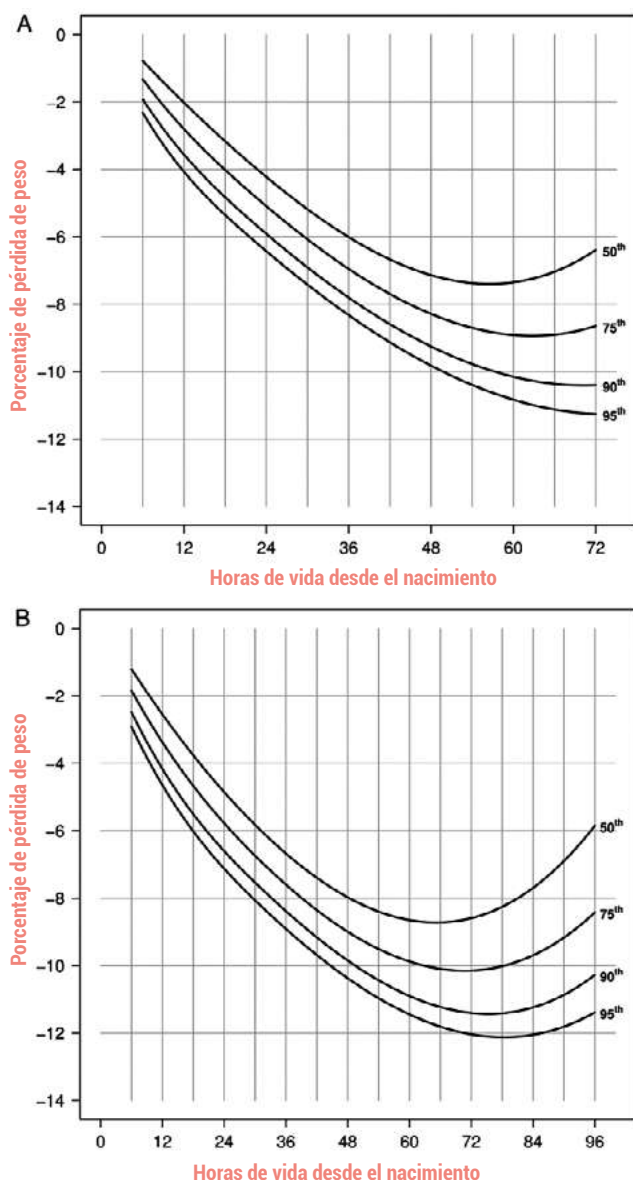 A
0
−2
−4
−6
−8
−10
−12
−14
Porcentaje de pérdida de peso
50th
75th
90th
95th
0 12 24 36 48 60 72
Horas de vida desde el nacimiento
B
0
−2
−4
−6
−8
−10
−12
−14
Porcentaje de pérdida de peso
50th
75th
90th
95th
0 12 24 36 48 60 72 84 96
Horas de vida desde el nacimiento